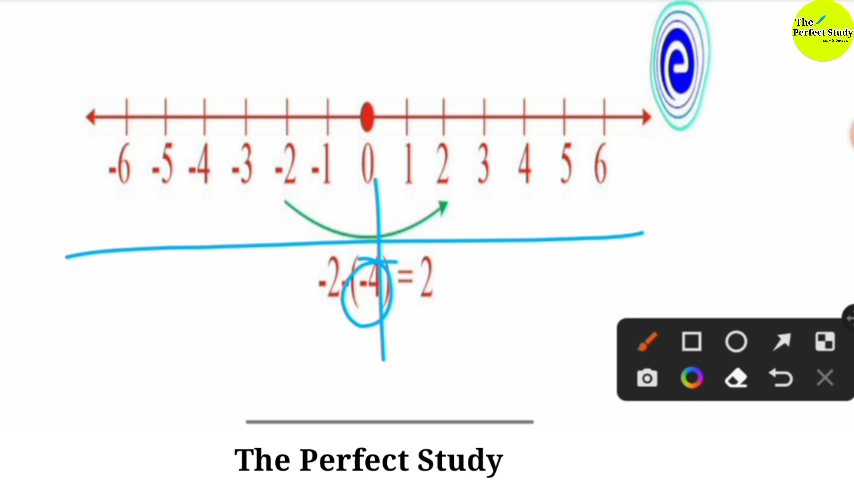 The
Perfect Study
-6 -5 -4 -3 -2 -1 0 1 2 3 4 5 6
-2-(-4) = 2
The Perfect Study